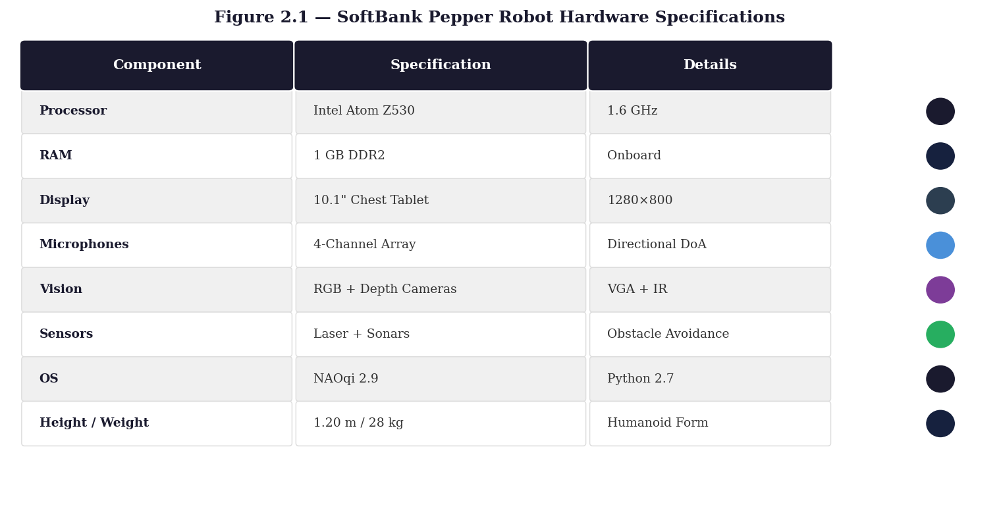 Figure 2.1 — SoftBank Pepper Robot Hardware Specifications
Component Specification Details
Processor Intel Atom Z530 1.6 GHz
RAM 1 GB DDR2 Onboard
Display 10.1" Chest Tablet 1280×800
Microphones 4-Channel Array Directional DoA
Vision RGB + Depth Cameras VGA + IR
Sensors Laser + Sonars Obstacle Avoidance
OS NAOqi 2.9 Python 2.7
Height / Weight 1.20 m / 28 kg Humanoid Form